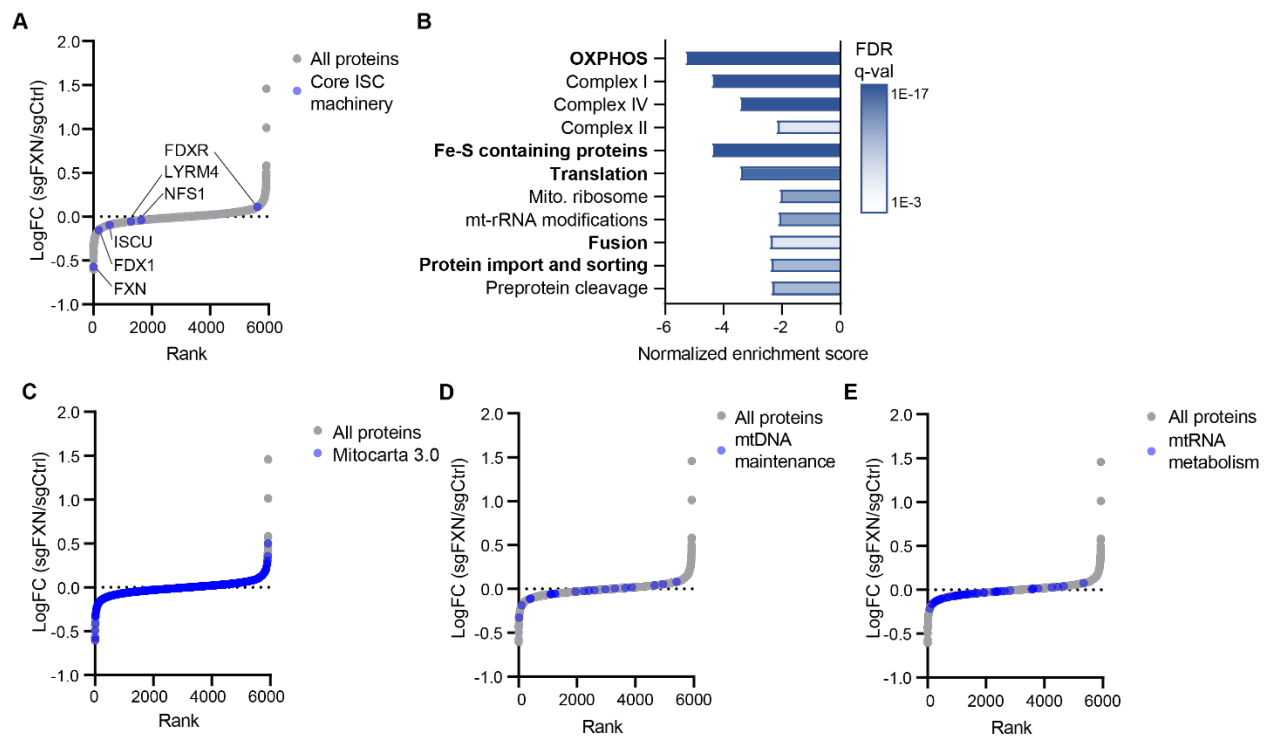 A
LogFC (sgFXN/sgCtrl)
2.0
1.5
1.0
0.5
0.0
-0.5
-1.0
FDXR
LYRM4
NFS1
ISCU
FDX1
FXN
0
2000
4000
6000
Rank
All proteins
Core ISC
machinery
B
OXPHOS
Complex I
Complex IV
Complex II
Fe-S containing proteins
Translation
Mito. ribosome
mt-rRNA modifications
Fusion
Protein import and sorting
Preprotein cleavage
-6
-4
-2
0
Normalized enrichment score
FDR
q-val
1E-17
1E-3
C
LogFC (sgFXN/sgCtrl)
2.0
1.5
1.0
0.5
0.0
-0.5
-1.0
0
2000
4000
6000
Rank
All proteins
Mitocarta 3.0
D
LogFC (sgFXN/sgCtrl)
2.0
1.5
1.0
0.5
0.0
-0.5
-1.0
0
2000
4000
6000
Rank
All proteins
mtDNA
maintenance
E
LogFC (sgFXN/sgCtrl)
2.0
1.5
1.0
0.5
0.0
-0.5
-1.0
0
2000
4000
6000
Rank
All proteins
mtRNA
metabolism